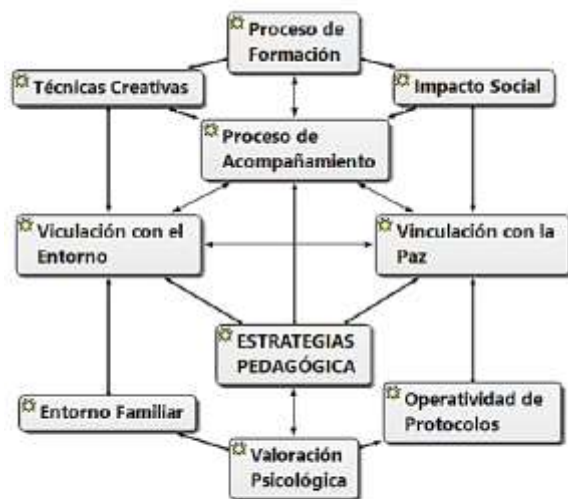 Proceso de
Formación
Técnicas Creativas
Impacto Social
Proceso de
Acompañamiento
Viculación con el
Entorno
Vinculación con la
Paz
ESTRATEGIAS
PEDAGÓGICA
Entorno Familiar
Operatividad de
Protocolos
Valoración
Psicológica